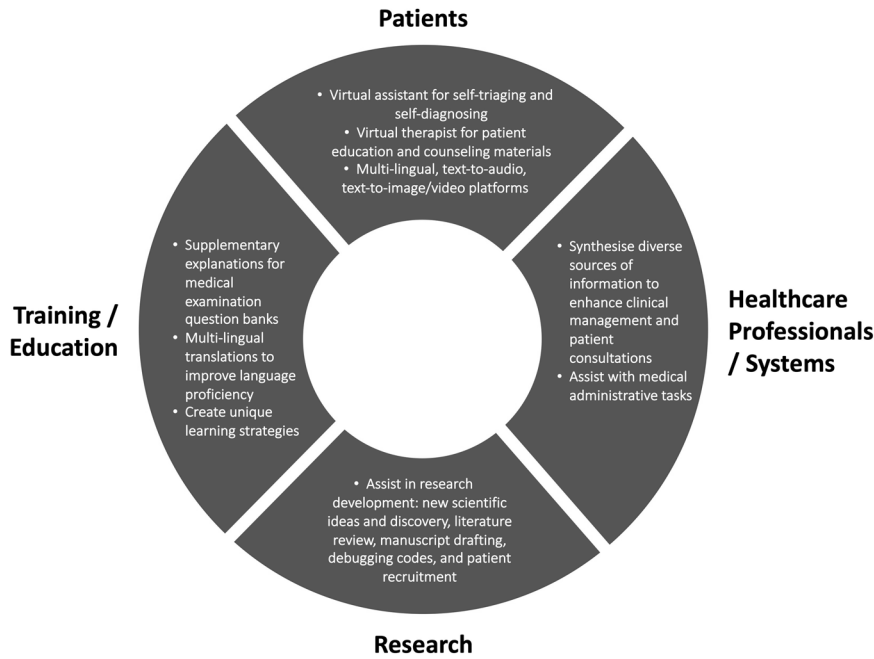 Patients
• Virtual assistant for self-triaging and
self-diagnosing
• Virtual therapist for patient
education and counseling materials
• Multi-lingual, text-to-audio,
text-to-image/video platforms
Training /
Education
• Supplementary
explanations for
medical
examination
question banks
• Multi-lingual
translations to
improve language
proficiency
• Create unique
learning strategies
• Synthesise diverse
sources of
information to
enhance clinical
management and
patient
consultations
• Assist with medical
administrative tasks
Healthcare
Professionals
/ Systems
• Assist in research
development: new scientific
ideas and discovery, literature
review, manuscript drafting,
debugging codes, and patient
recruitment
Research